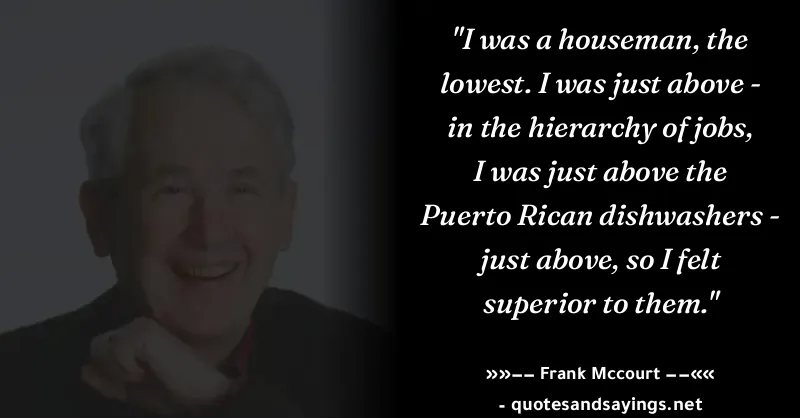 "I was a houseman, the
lowest. I was just above -
in the hierarchy of jobs,
I was just above the
Puerto Rican dishwashers -
just above, so I felt
superior to them."
»»–– Frank Mccourt ––««
- quotesandsayings.net